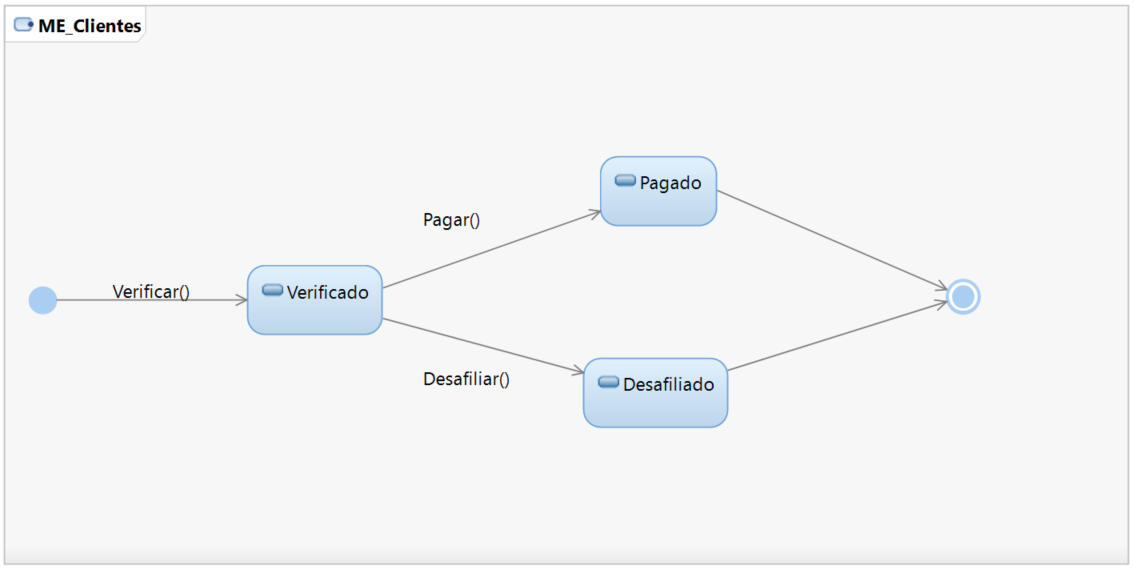 ME_Clientes
Pagado
Pagar()
Verificar()
Verificado
Desafiliar()
Desafiliado